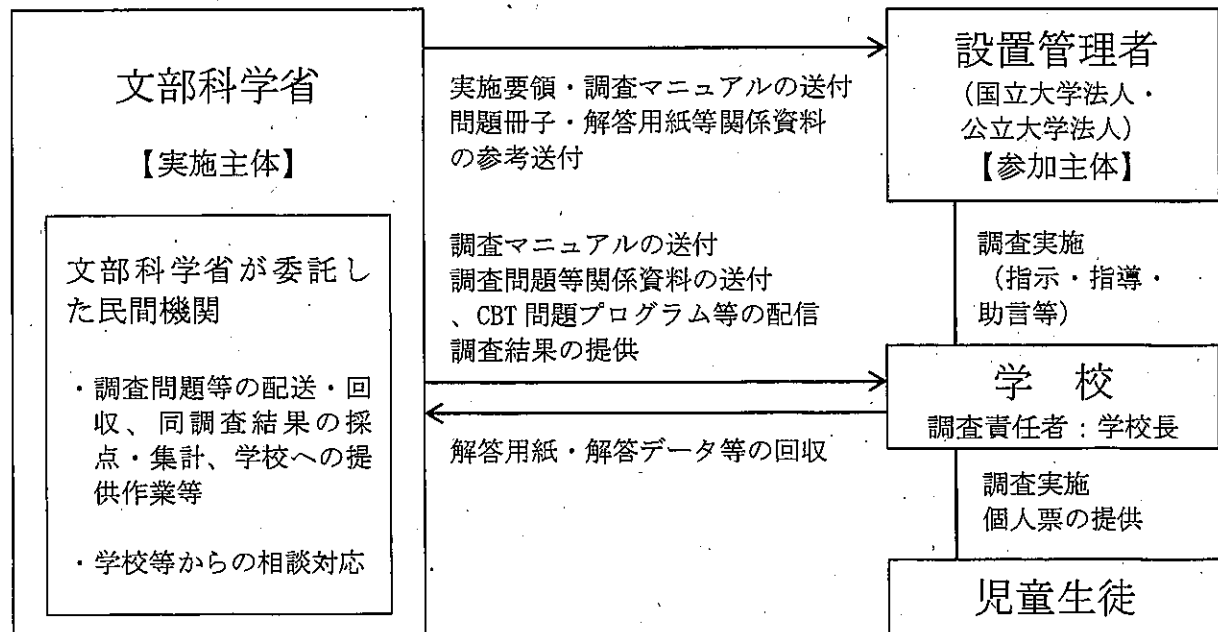 文部科学省
【実施主体】
文部科学省が委託し
た民間機関
・調査問題等の配送・回
収、同調査結果の採
点・集計、学校への提
供作業等
・学校等からの相談対応
実施要領・調査マニュアルの送付
問題冊子・解答用紙等関係資料
の参考送付
調査マニュアルの送付
調査問題等関係資料の送付
、CBT問題プログラム等の配信
調査結果の提供
解答用紙・解答データ等の回収
設置管理者
(国立大学法人・
公立大学法人)
【参加主体】
調査実施
(指示・指導・
助言等)
学 校
調査責任者:学校長
調査実施
個人票の提供
児童生徒